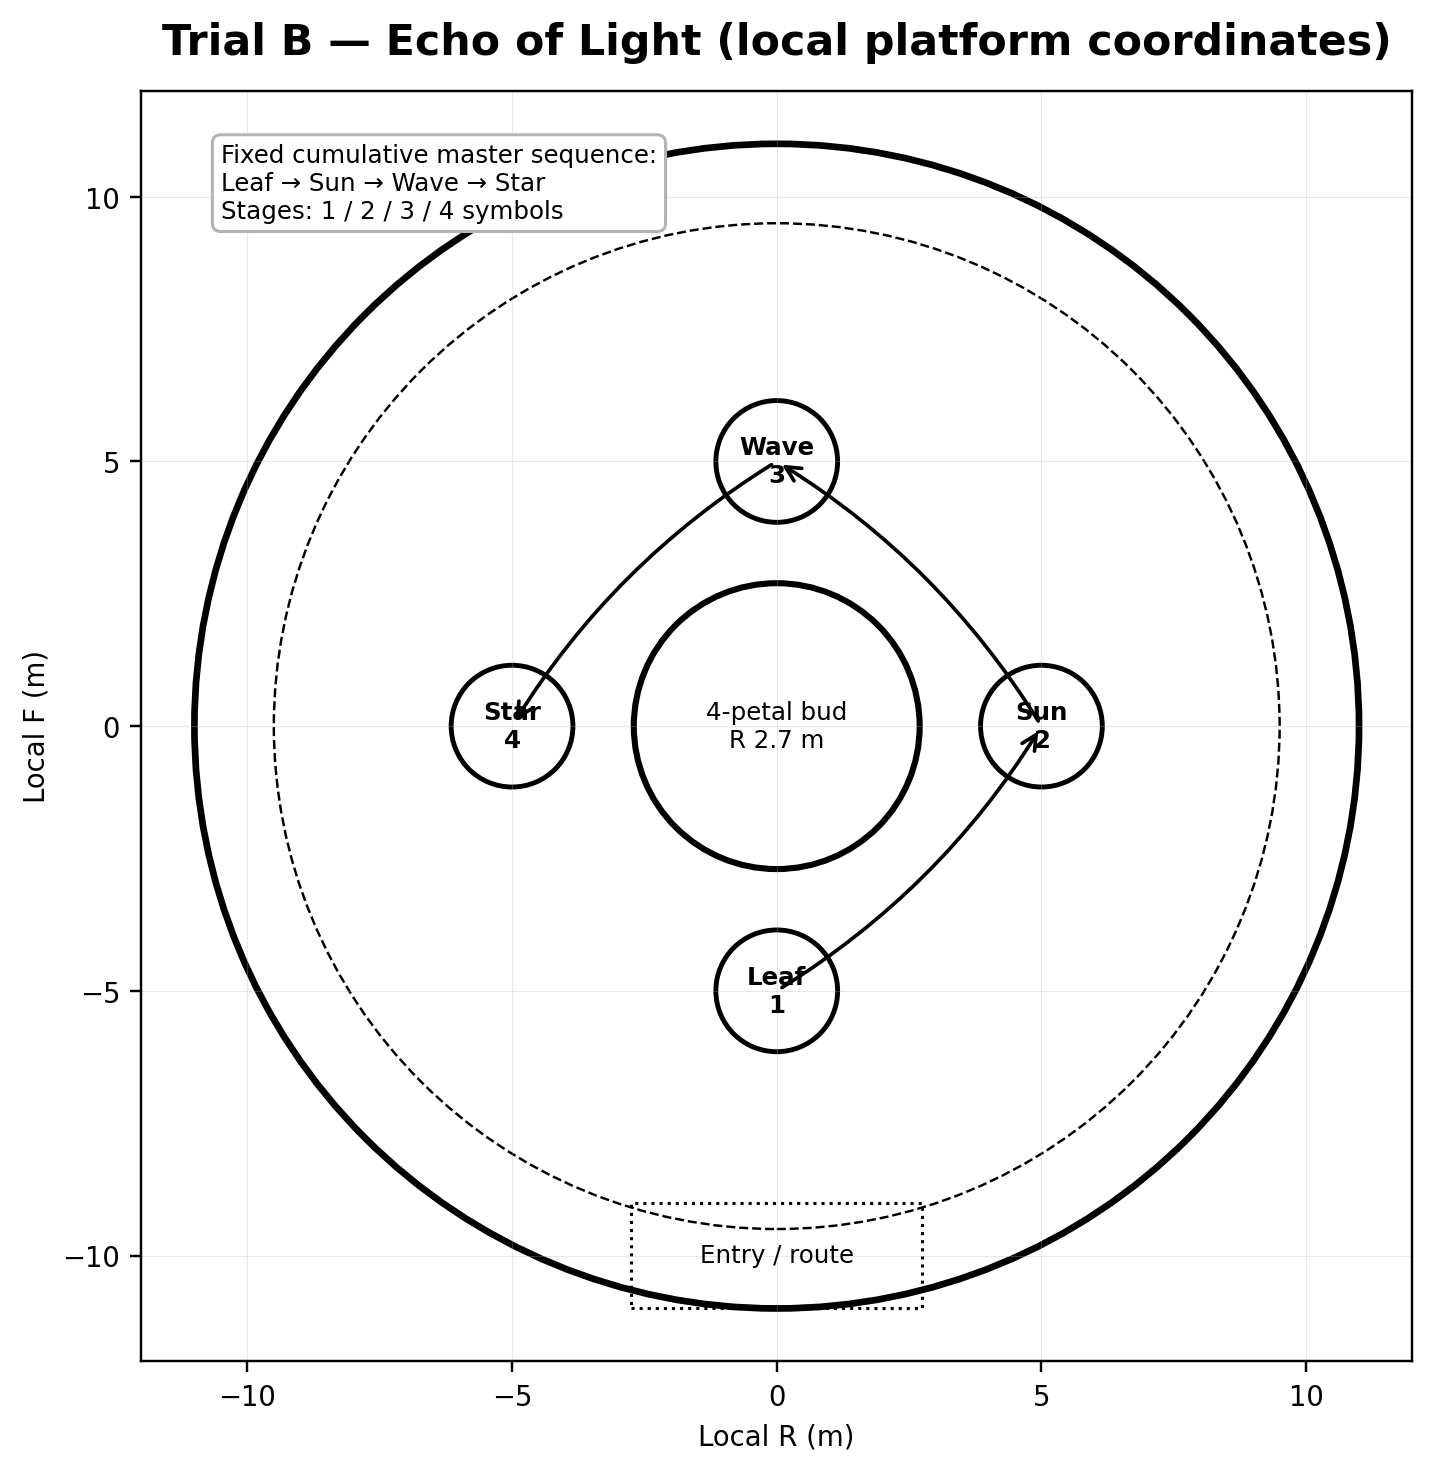 Trial B — Echo of Light (local platform coordinates)
Fixed cumulative master sequence:
Leaf → Sun → Wave → Star
Stages: 1 / 2 / 3 / 4 symbols
10
5
0
−5
−10
Local F (m)
Wave
3
Star
4
4-petal bud
R 2.7 m
Sun
2
Leaf
1
Entry / route
−10
−5
0
5
10
Local R (m)